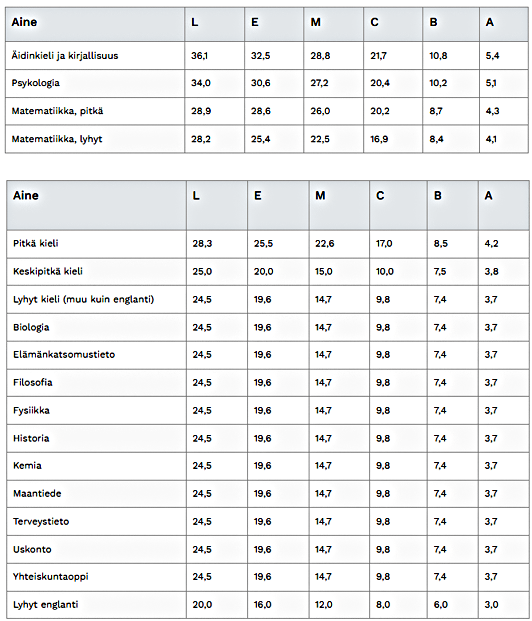 Aine L E M C B A
Äidinkieli ja kirjallisuus 36,1 32,5 28,8 21,7 10,8 5,4
Psykologia 34,0 30,6 27,2 20,4 10,2 5,1
Matematiikka, pitkä 28,9 28,6 26,0 20,2 8,7 4,3
Matematiikka, lyhyt 28,2 25,4 22,5 16,9 8,4 4,1
Aine L E M C B A
Pitkä kieli 28,3 25,5 22,6 17,0 8,5 4,2
Keskipitkä kieli 25,0 20,0 15,0 10,0 7,5 3,8
Lyhyt kieli (muu kuin englanti) 24,5 19,6 14,7 9,8 7,4 3,7
Biologia 24,5 19,6 14,7 9,8 7,4 3,7
Elämänkatsomustieto 24,5 19,6 14,7 9,8 7,4 3,7
Filosofia 24,5 19,6 14,7 9,8 7,4 3,7
Fysiikka 24,5 19,6 14,7 9,8 7,4 3,7
Historia 24,5 19,6 14,7 9,8 7,4 3,7
Kemia 24,5 19,6 14,7 9,8 7,4 3,7
Maantiede 24,5 19,6 14,7 9,8 7,4 3,7
Terveystieto 24,5 19,6 14,7 9,8 7,4 3,7
Uskonto 24,5 19,6 14,7 9,8 7,4 3,7
Yhteiskuntaoppi 24,5 19,6 14,7 9,8 7,4 3,7
Lyhyt englanti 20,0 16,0 12,0 8,0 6,0 3,0